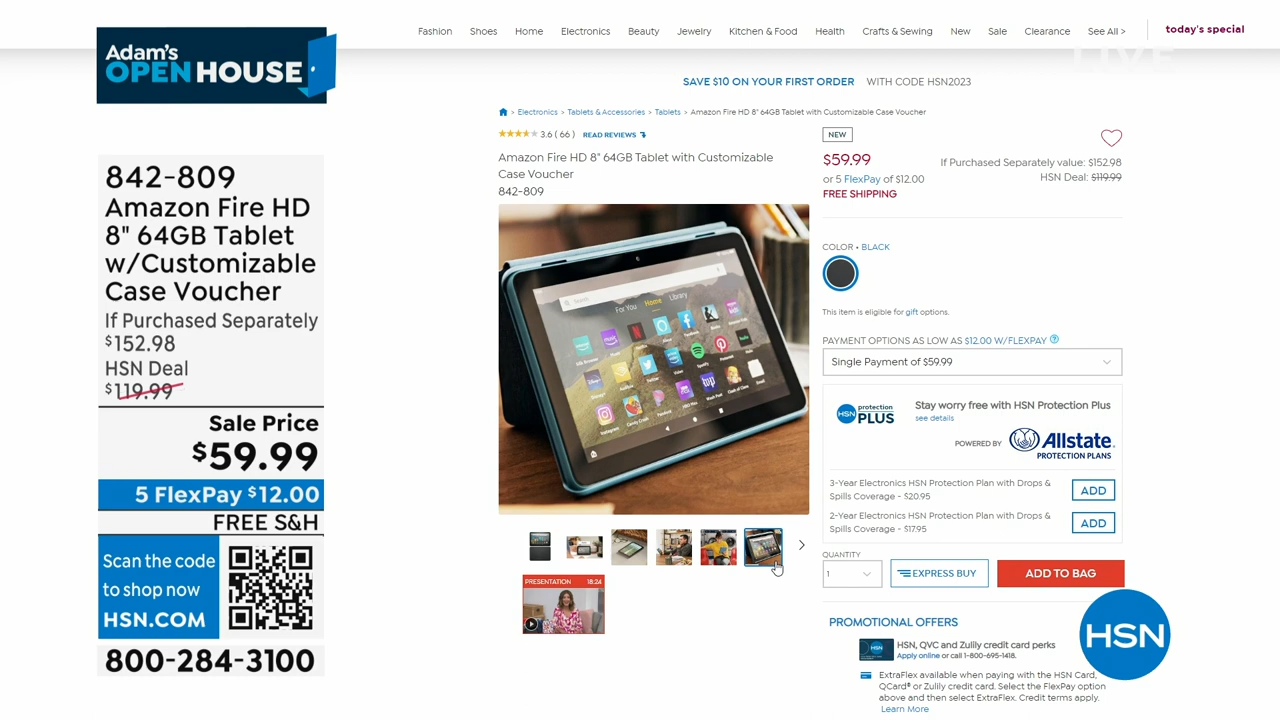 Adam's
OPEN HOUSE
Fashion Shoes Home Electronics Beauty Jewelry Kitchen & Food Health Crafts & Sewing New Sale Clearance See All > today's special
LIVE
SAVE $10 ON YOUR FIRST ORDER WITH CODE HSN2023
842-809
Amazon Fire HD
8" 64GB Tablet
w/Customizable
Case Voucher
If Purchased Separately
$152.98
HSN Deal
$119.99
Sale Price
$59.99
5 FlexPay $12.00
FREE S&H
Scan the code
to shop now
HSN.COM
800-284-3100
> Electronics > Tablets & Accessories > Tablets > Amazon Fire HD 8" 64GB Tablet with Customizable Case Voucher
3.6 ( 66 ) READ REVIEWS
Amazon Fire HD 8" 64GB Tablet with Customizable
Case Voucher
842-809
Search
For You Home Library
PRESENTATION 18:24
NEW
$59.99
or 5 FlexPay of $12.00
FREE SHIPPING
If Purchased Separately value: $152.98
HSN Deal: $119.99
COLOR • BLACK
This item is eligible for gift options.
PAYMENT OPTIONS AS LOW AS $12.00 W/FLEXPAY ?
Single Payment of $59.99
HSN protection PLUS
Stay worry free with HSN Protection Plus
see details
POWERED BY Allstate.
PROTECTION PLANS
3-Year Electronics HSN Protection Plan with Drops &
Spills Coverage - $20.95
ADD
2-Year Electronics HSN Protection Plan with Drops &
Spills Coverage - $17.95
ADD
QUANTITY
1
EXPRESS BUY
ADD TO BAG
PROMOTIONAL OFFERS
HSN, QVC and Zulily credit card perks
Apply online or call 1-800-695-1418.
ExtraFlex available when paying with the HSN Card,
QCard® or Zulily credit card. Select the FlexPay option
above and then select ExtraFlex. Credit terms apply.
Learn More
HSN